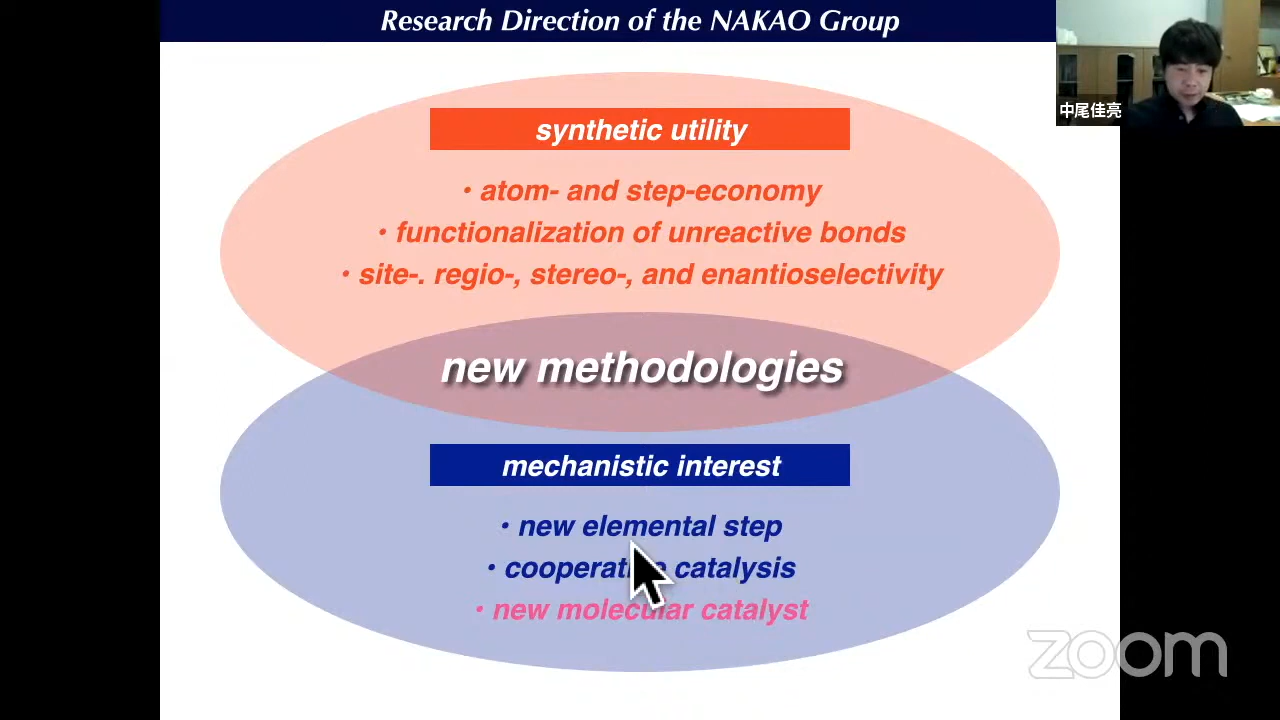 Research Direction of the NAKAO Group
中尾佳亮
synthetic utility
• atom- and step-economy
• functionalization of unreactive bonds
• site-. regio-, stereo-, and enantioselectivity
new methodologies
mechanistic interest
• new elemental step
• cooperative catalysis
• new molecular catalyst
zoom